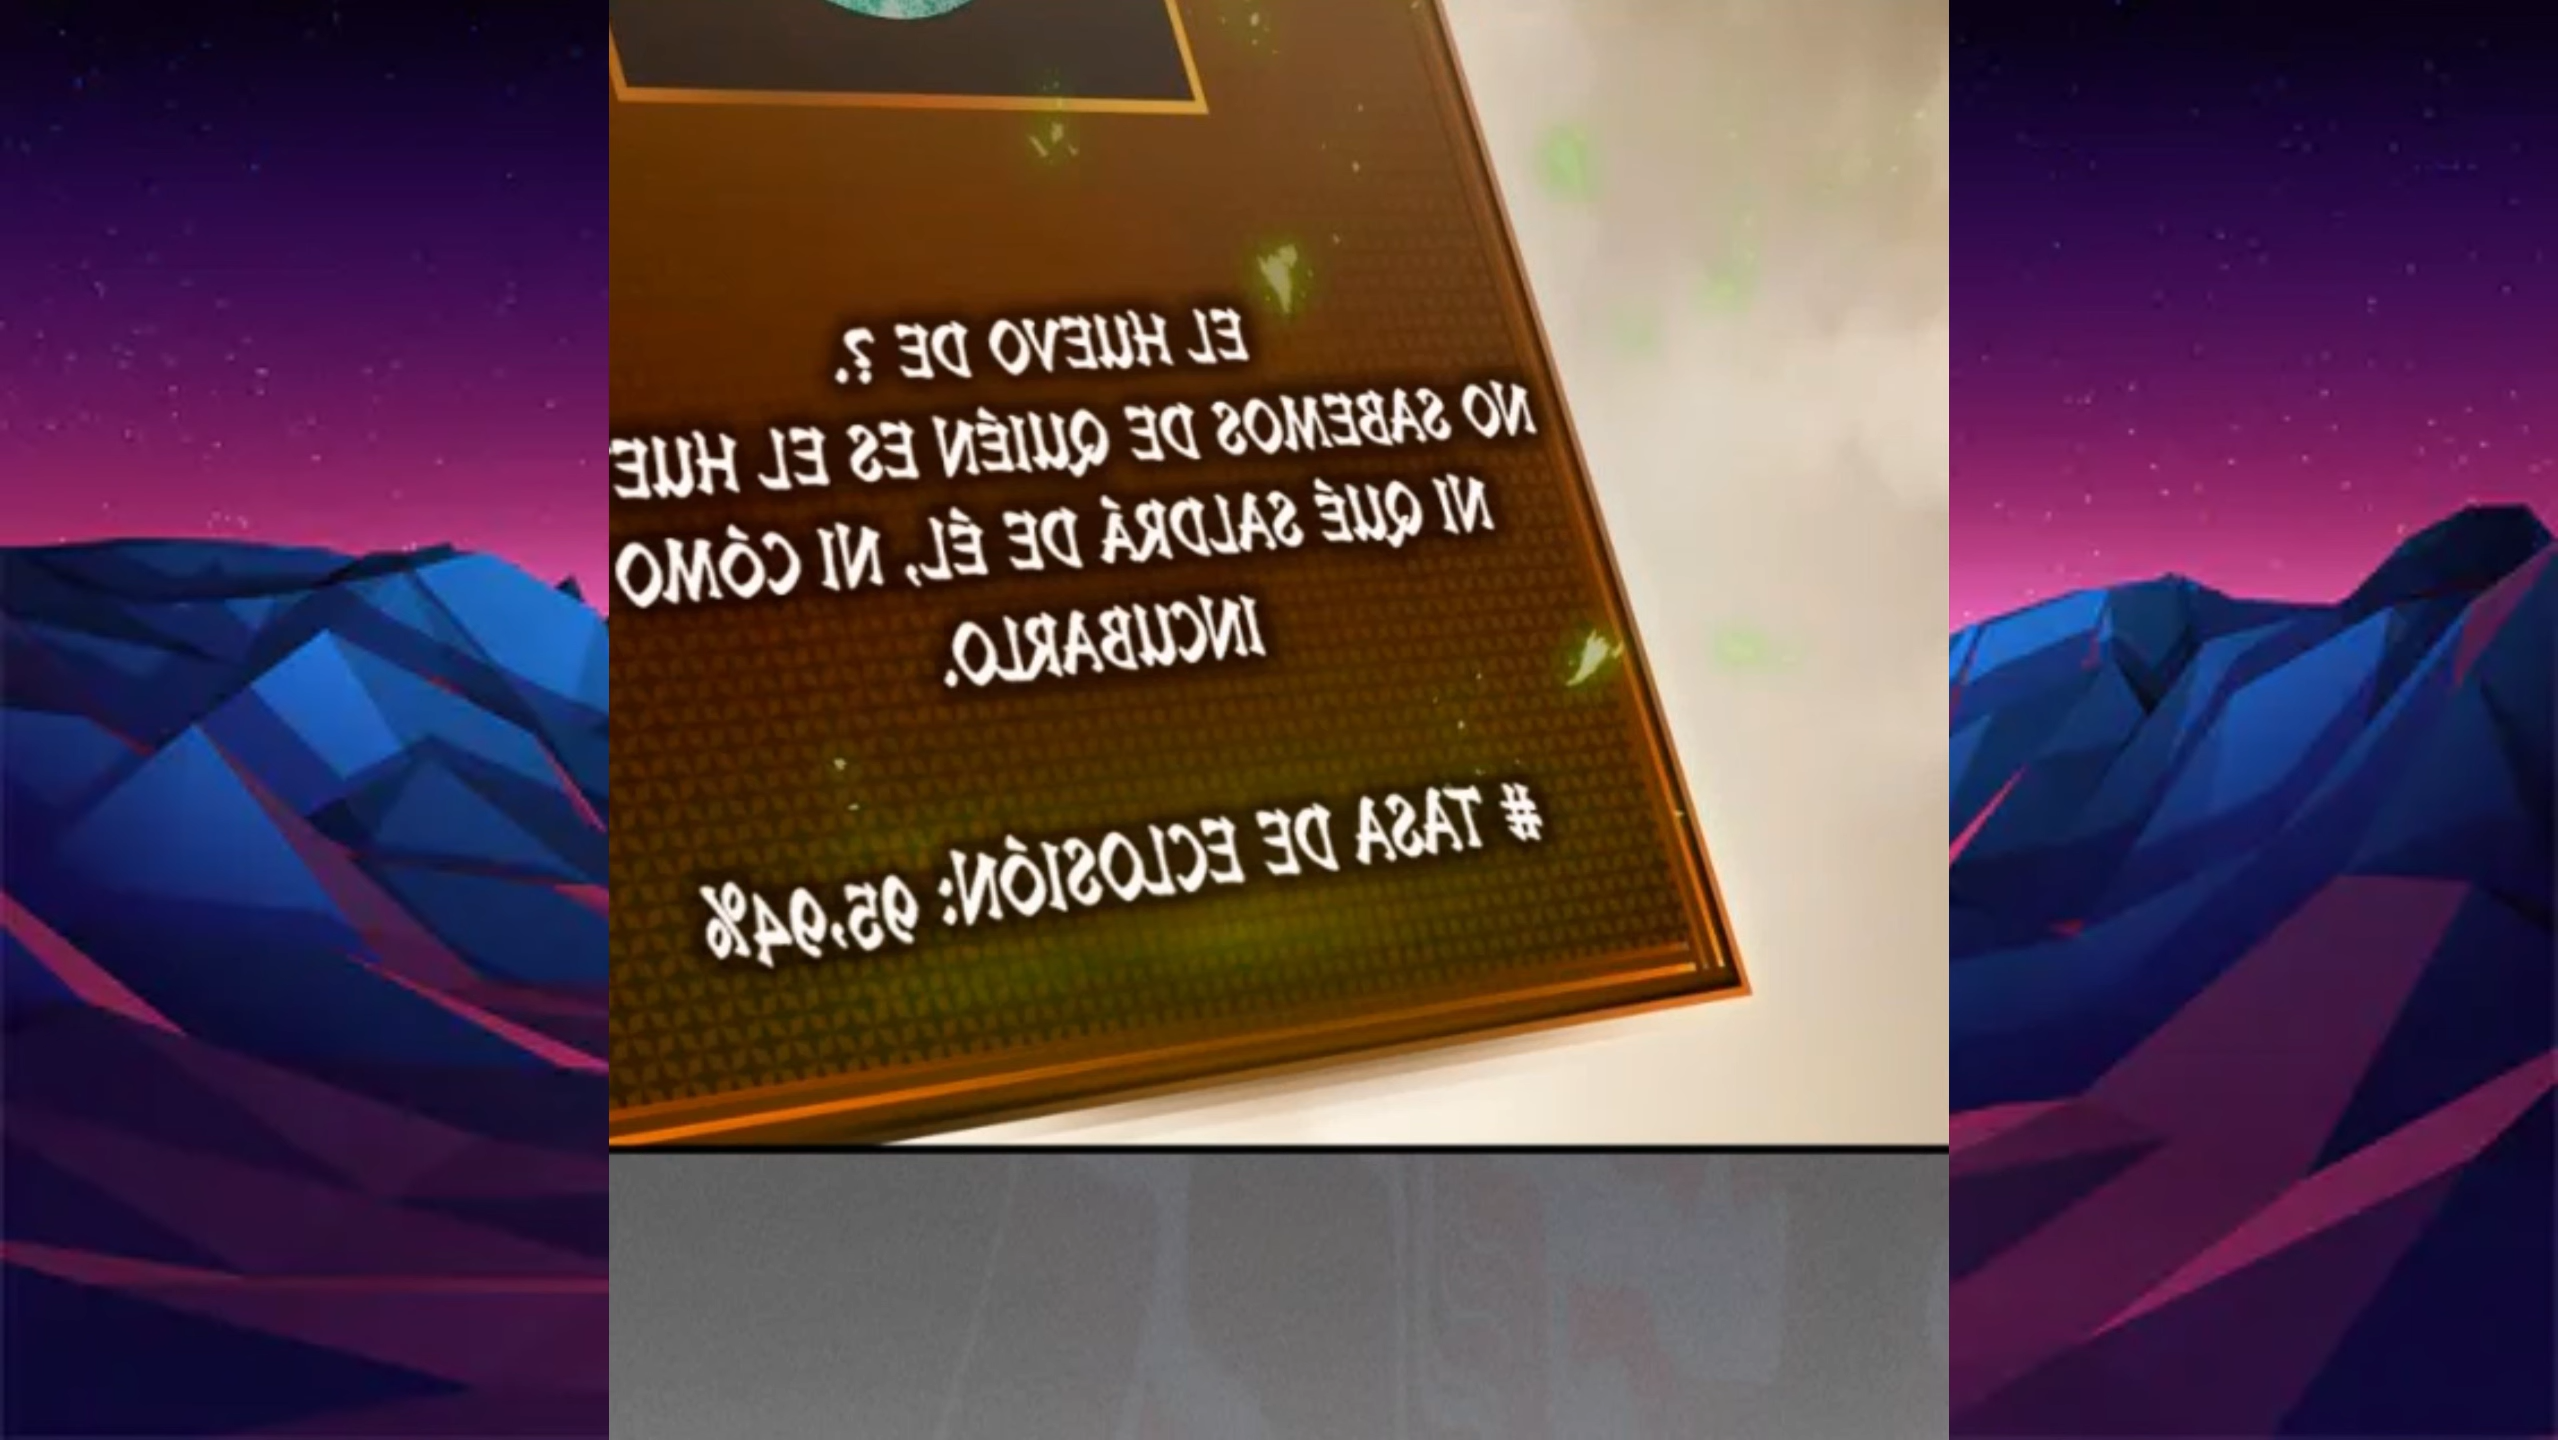 EL HUEVO DE ?.
NO SABEMOS DE QUIÉN ES EL HUE
NI QUÉ SALDRÁ DE ÉL, NI CÓMO
INCUBARLO.
# TASA DE ECLOSIÓN: 95,94%